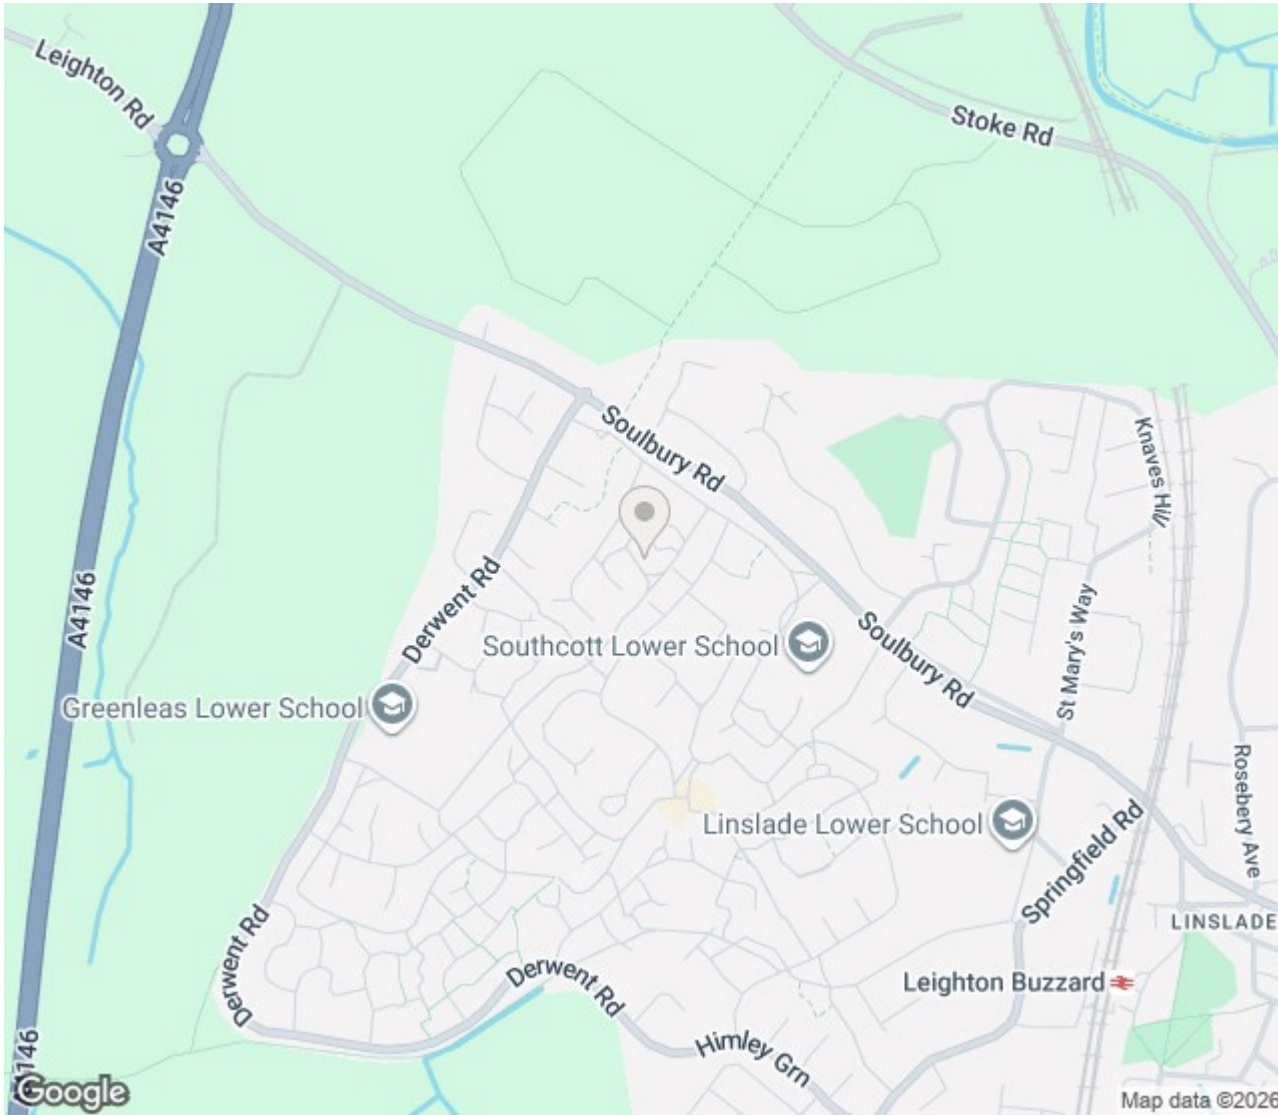 Leighton Rd
Stoke Rd
A4146
Soulbury Rd
Knaves Hill
Derwent Rd
A4146
Southcott Lower School
Soulbury Rd
St Mary's Way
Greenleas Lower School
Rosebery Ave
Linslade Lower School
Springfield Rd
Derwent Rd
LINSLADE
Derwent Rd
Leighton Buzzard
Himley Grn
A4146
Google
Map data ©2026